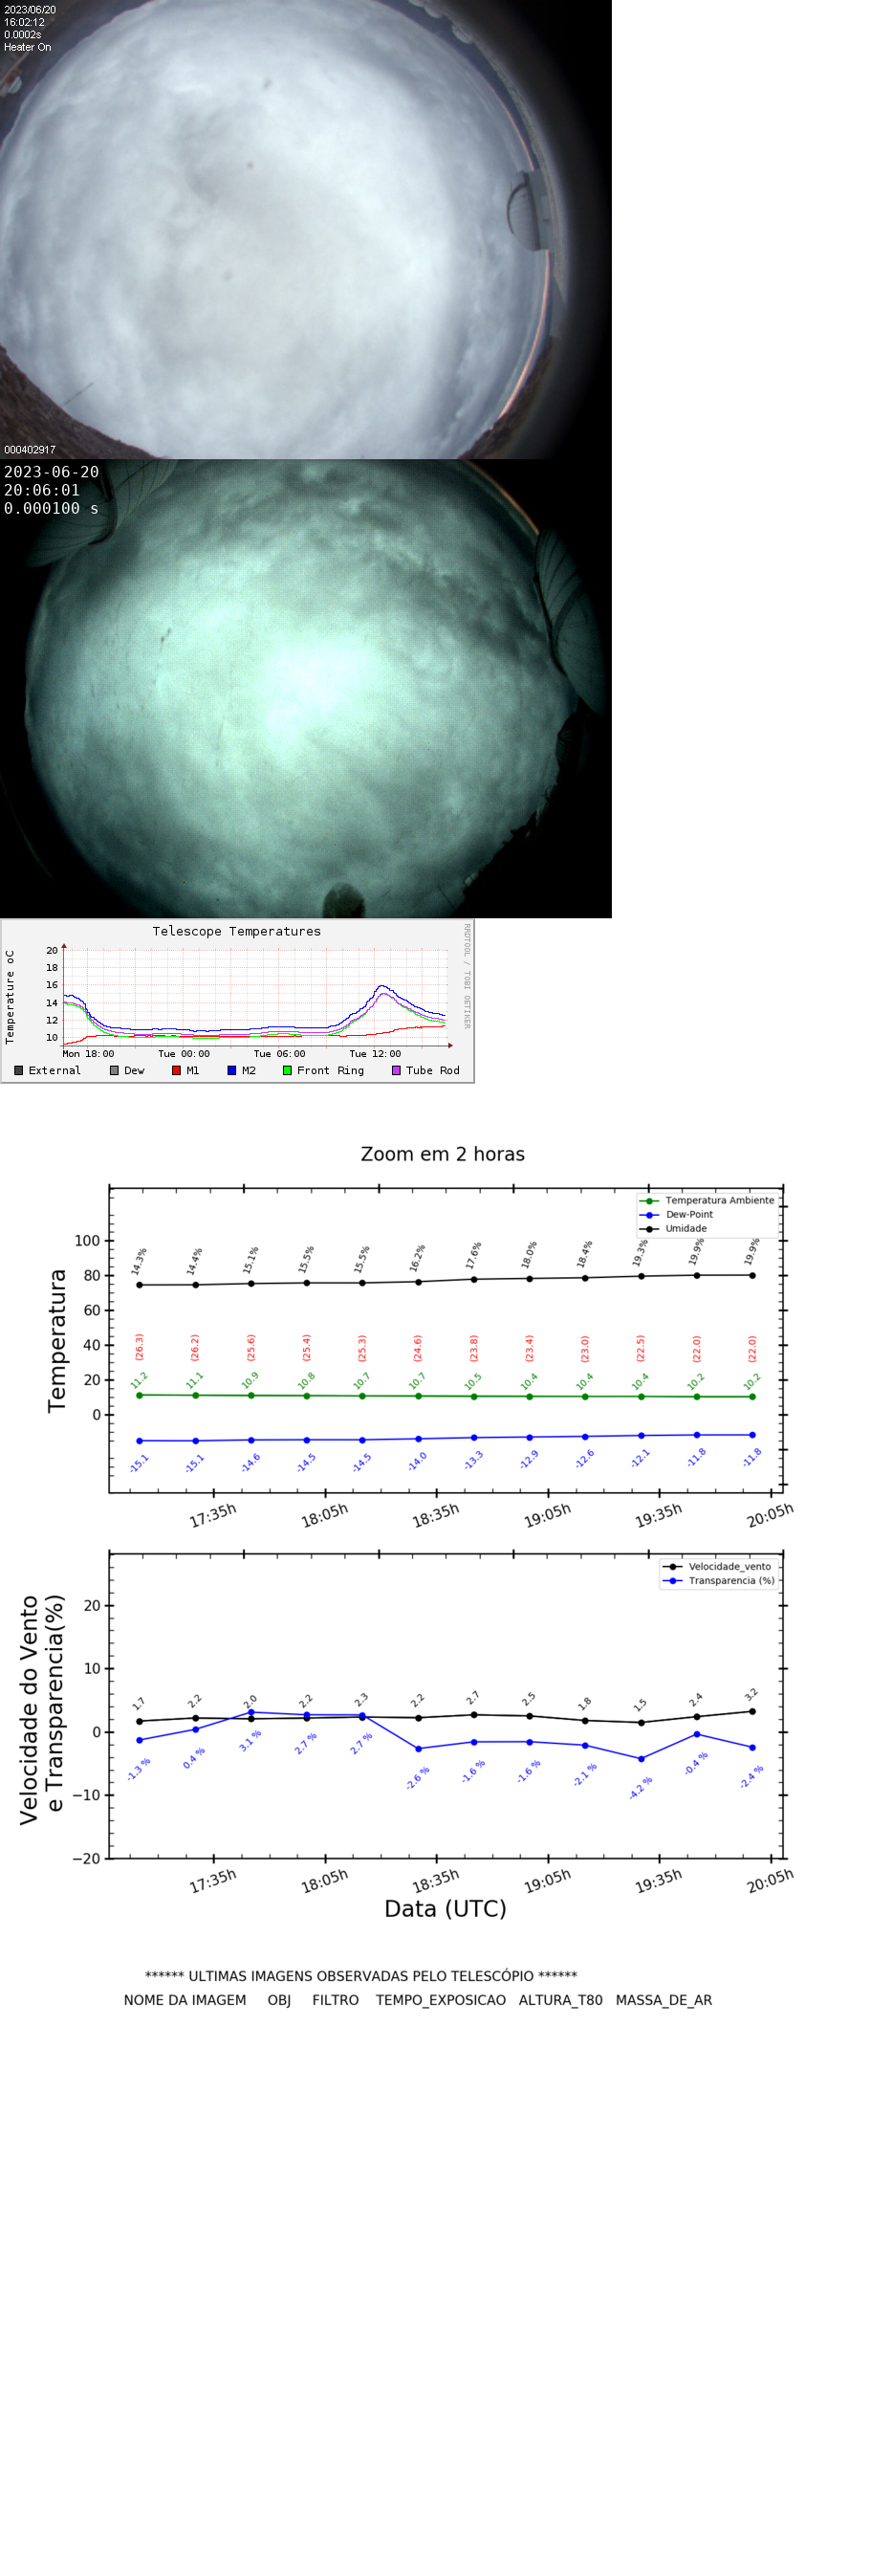 2023/06/20
16:02:12
0.0002s
Heater On
000402917
2023-06-20
20:06:01
0.000100 s
Telescope Temperatures
RRDTOOL / TOBI OETIKER
Temperature oC
20
18
16
14
12
10
Mon 18:00 Tue 00:00 Tue 06:00 Tue 12:00
External Dew M1 M2 Front Ring Tube Rod
Zoom em 2 horas
Temperatura Ambiente
Dew-Point
Umidade
Temperatura
100
80
60
40
20
0
14.3% 14.4% 15.1% 15.5% 15.5% 16.2% 17.6% 18.0% 18.4% 19.3% 19.9% 19.9%
(26.3) (26.2) (25.6) (25.4) (25.3) (24.6) (23.8) (23.4) (23.0) (22.5) (22.0) (22.0)
11.2 11.1 10.9 10.8 10.7 10.7 10.5 10.4 10.4 10.4 10.2 10.2
-15.1 -15.1 -14.6 -14.5 -14.5 -14.0 -13.3 -12.9 -12.6 -12.1 -11.8 -11.8
17:35h 18:05h 18:35h 19:05h 19:35h 20:05h
Velocidade_vento
Transparencia (%)
Velocidade do Vento
e Transparencia(%)
20
10
0
−10
−20
1.7 2.2 2.0 2.2 2.3 2.2 2.7 2.5 1.8 1.5 2.4 3.2
-1.3 % 0.4 % 3.1 % 2.7 % 2.7 % -2.6 % -1.6 % -1.6 % -2.1 % -4.2 % -0.4 % -2.4 %
17:35h 18:05h 18:35h 19:05h 19:35h 20:05h
Data (UTC)
****** ULTIMAS IMAGENS OBSERVADAS PELO TELESCÓPIO ******
NOME DA IMAGEM OBJ FILTRO TEMPO_EXPOSICAO ALTURA_T80 MASSA_DE_AR